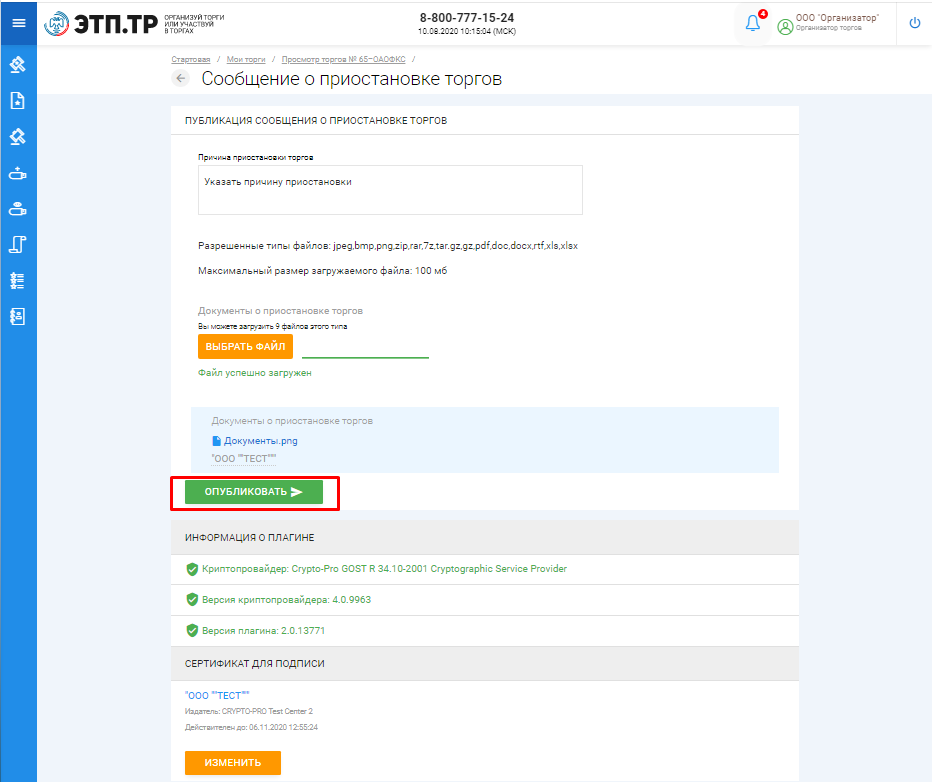 ЭТП.ТР
ОРГАНИЗУЙ ТОРГИ
ИЛИ УЧАСТВУЙ
В ТОРГАХ
8-800-777-15-24
10.08.2020 10:15:04 (МСК)
4
ООО "Организатор"
Организатор торгов
Стартовая / Мои торги / Просмотр торгов № 65-ОАОФКС /
Сообщение о приостановке торгов
ПУБЛИКАЦИЯ СООБЩЕНИЯ О ПРИОСТАНОВКЕ ТОРГОВ
Причина приостановки торгов
Указать причину приостановки
Разрешенные типы файлов: jpeg,bmp,png,zip,rar,7z,tar.gz,gz,pdf,doc,docx,rtf,xls,xlsx
Максимальный размер загружаемого файла: 100 мб
Документы о приостановке торгов
Вы можете загрузить 9 файлов этого типа
ВЫБРАТЬ ФАЙЛ
Файл успешно загружен
Документы о приостановке торгов
Документы.png
"ООО ""ТЕСТ"""
ОПУБЛИКОВАТЬ
ИНФОРМАЦИЯ О ПЛАГИНЕ
Криптопровайдер: Crypto-Pro GOST R 34.10-2001 Cryptographic Service Provider
Версия криптопровайдера: 4.0.9963
Версия плагина: 2.0.13771
СЕРТИФИКАТ ДЛЯ ПОДПИСИ
"ООО ""ТЕСТ"""
Издатель: CRYPTO-PRO Test Center 2
Действителен до: 06.11.2020 12:55:24
ИЗМЕНИТЬ